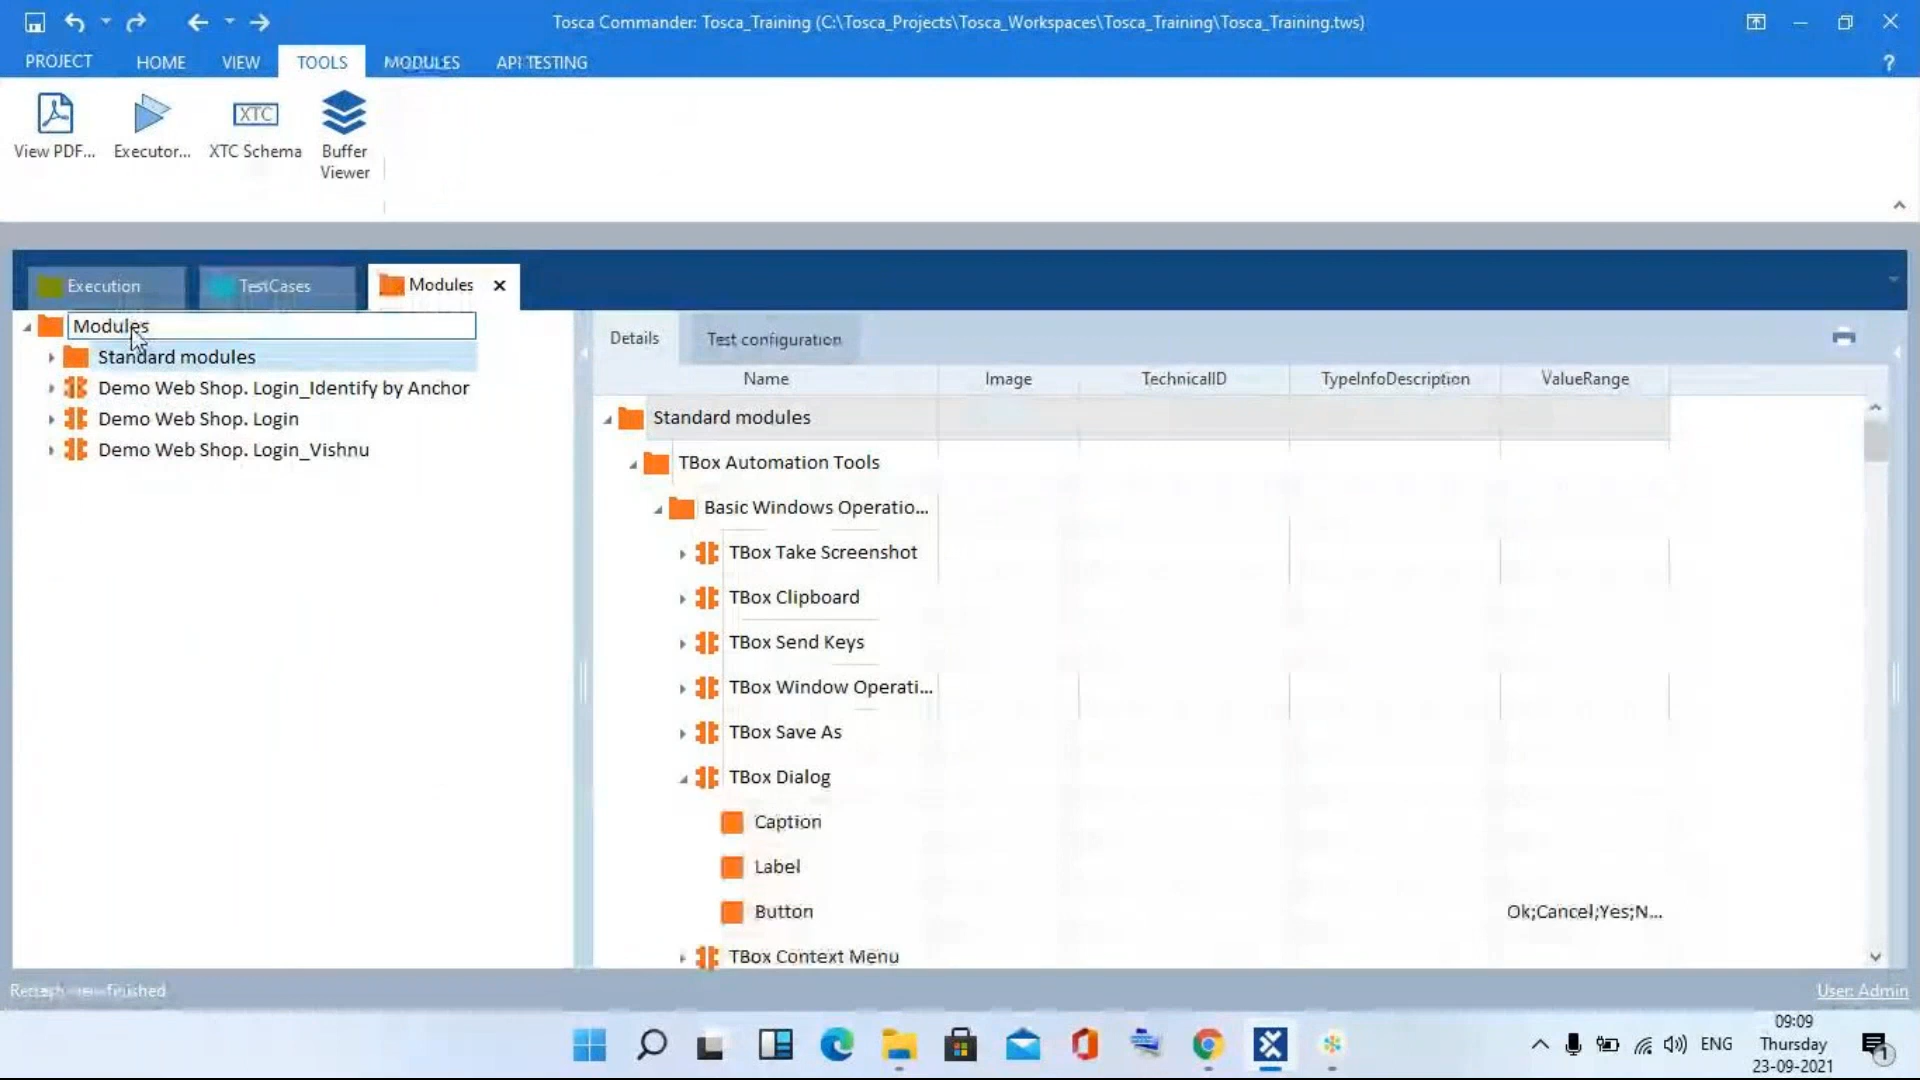 Tosca Commander: Tosca_Training (C:\Tosca_Projects\Tosca_Workspaces\Tosca_Training\Tosca_Training.tws)
PROJECT HOME VIEW TOOLS MODULES API TESTING ?
View PDF... Executor... XTC Schema Buffer Viewer
XTC
Execution TestCases Modules
Modules
Standard modules
Demo Web Shop. Login_Identify by Anchor
Demo Web Shop. Login
Demo Web Shop. Login_Vishnu
Details Test configuration
Name Image TechnicalID TypeInfoDescription ValueRange
Standard modules
TBox Automation Tools
Basic Windows Operatio...
TBox Take Screenshot
TBox Clipboard
TBox Send Keys
TBox Window Operati...
TBox Save As
TBox Dialog
Caption
Label
Button Ok;Cancel;Yes;N...
TBox Context Menu
finished User: Admin
ENG
09:09
Thursday
23-09-2021
1